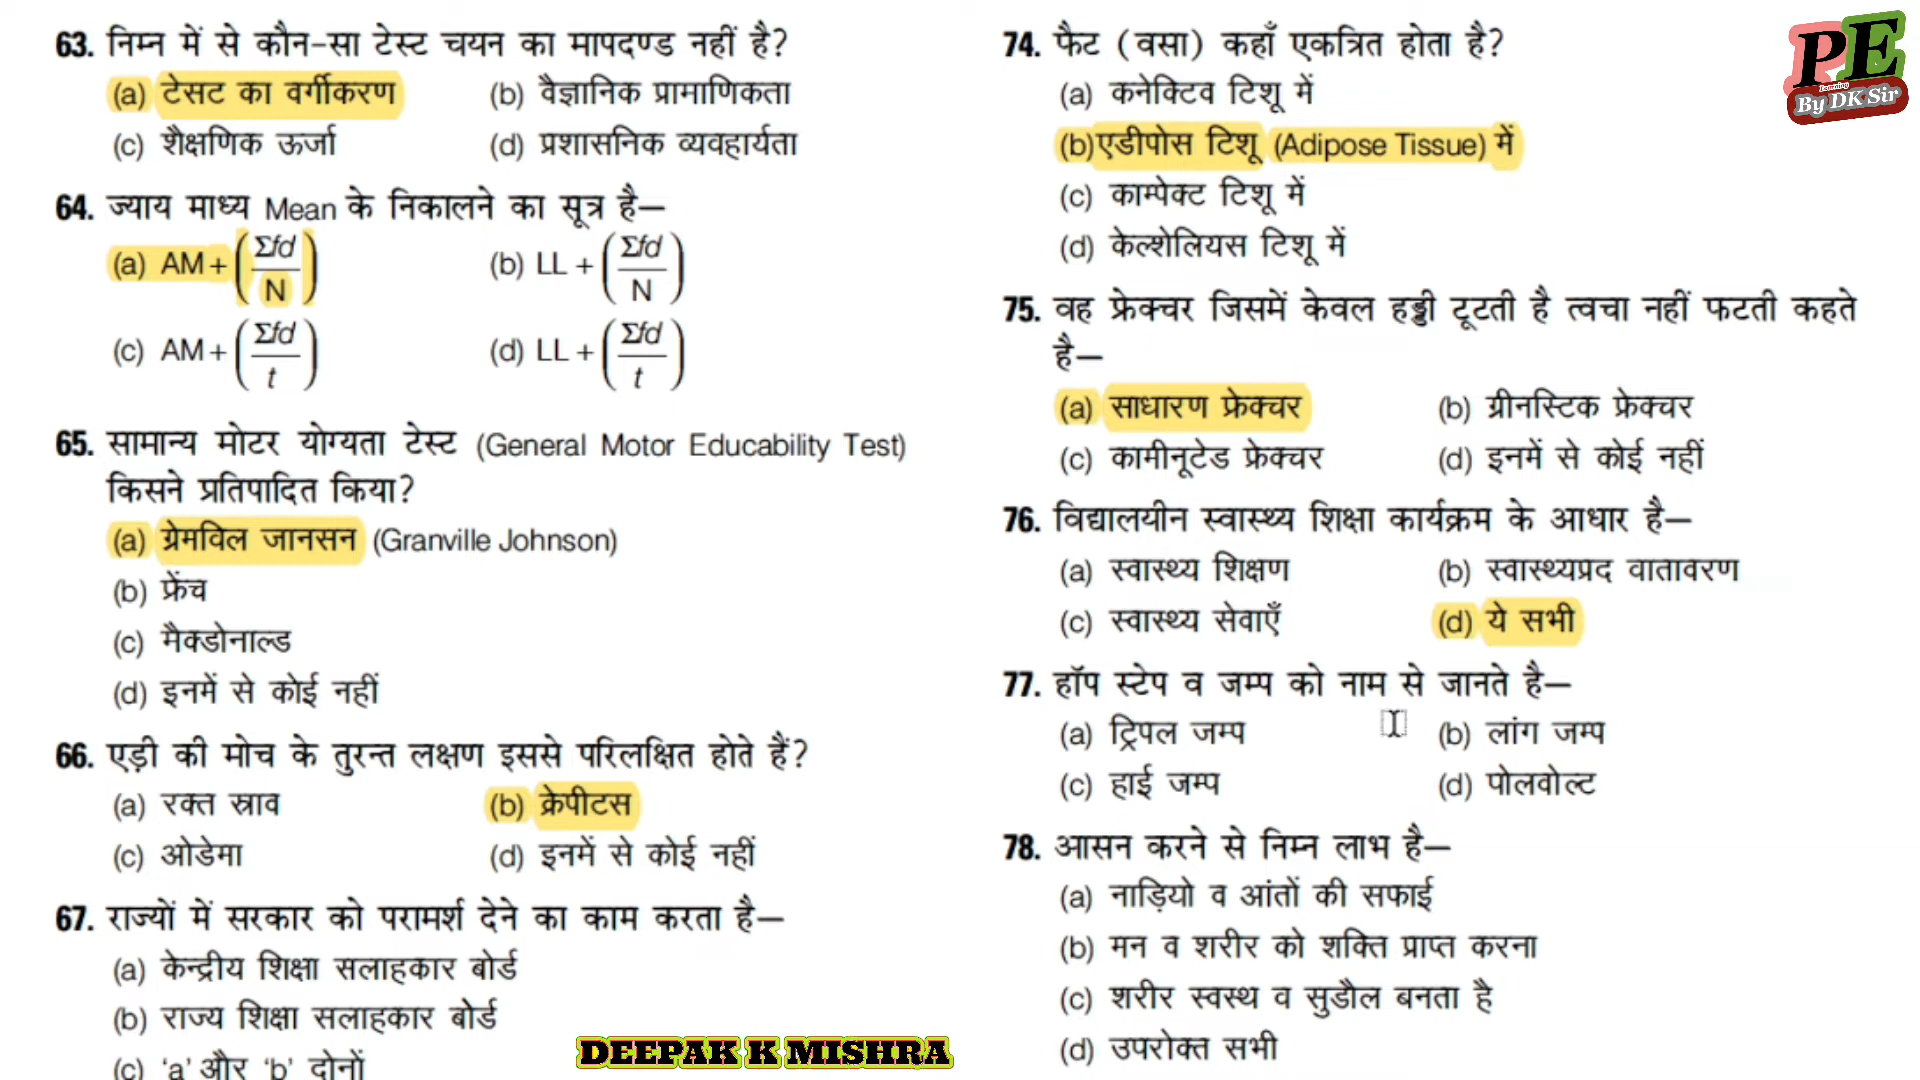 63. निम्न में से कौन-सा टेस्ट चयन का मापदण्ड नहीं है?
(a) टेसट का वर्गीकरण (b) वैज्ञानिक प्रामाणिकता
(c) शैक्षणिक ऊर्जा (d) प्रशासनिक व्यवहार्यता
64. ज्याय माध्य Mean के निकालने का सूत्र है—
(a) AM + (Σfd/N) (b) LL + (Σfd/N)
(c) AM + (Σfd/t) (d) LL + (Σfd/t)
65. सामान्य मोटर योग्यता टेस्ट (General Motor Educability Test)
किसने प्रतिपादित किया?
(a) ग्रेमविल जानसन (Granville Johnson)
(b) फ्रेंच
(c) मैक्डोनाल्ड
(d) इनमें से कोई नहीं
66. एड़ी की मोच के तुरन्त लक्षण इससे परिलक्षित होते हैं?
(a) रक्त स्राव (b) क्रेपीटस
(c) ओडेमा (d) इनमें से कोई नहीं
67. राज्यों में सरकार को परामर्श देने का काम करता है—
(a) केन्द्रीय शिक्षा सलाहकार बोर्ड
(b) राज्य शिक्षा सलाहकार बोर्ड
(c) 'a' और 'b' दोनों
74. फैट (वसा) कहाँ एकत्रित होता है?
(a) कनेक्टिव टिशू में
(b) एडीपोस टिशू (Adipose Tissue) में
(c) काम्पेक्ट टिशू में
(d) केल्शेलियस टिशू में
75. वह फ्रेक्चर जिसमें केवल हड्डी टूटती है त्वचा नहीं फटती कहते
है—
(a) साधारण फ्रेक्चर (b) ग्रीनस्टिक फ्रेक्चर
(c) कामीनूटेड फ्रेक्चर (d) इनमें से कोई नहीं
76. विद्यालयीन स्वास्थ्य शिक्षा कार्यक्रम के आधार है—
(a) स्वास्थ्य शिक्षण (b) स्वास्थ्यप्रद वातावरण
(c) स्वास्थ्य सेवाएँ (d) ये सभी
77. हॉप स्टेप व जम्प को नाम से जानते है—
(a) ट्रिपल जम्प (b) लांग जम्प
(c) हाई जम्प (d) पोलवोल्ट
78. आसन करने से निम्न लाभ है—
(a) नाड़ियो व आंतों की सफाई
(b) मन व शरीर को शक्ति प्राप्त करना
(c) शरीर स्वस्थ व सुडौल बनता है
(d) उपरोक्त सभी
PE
Learning
By DK Sir
DEEPAK K MISHRA